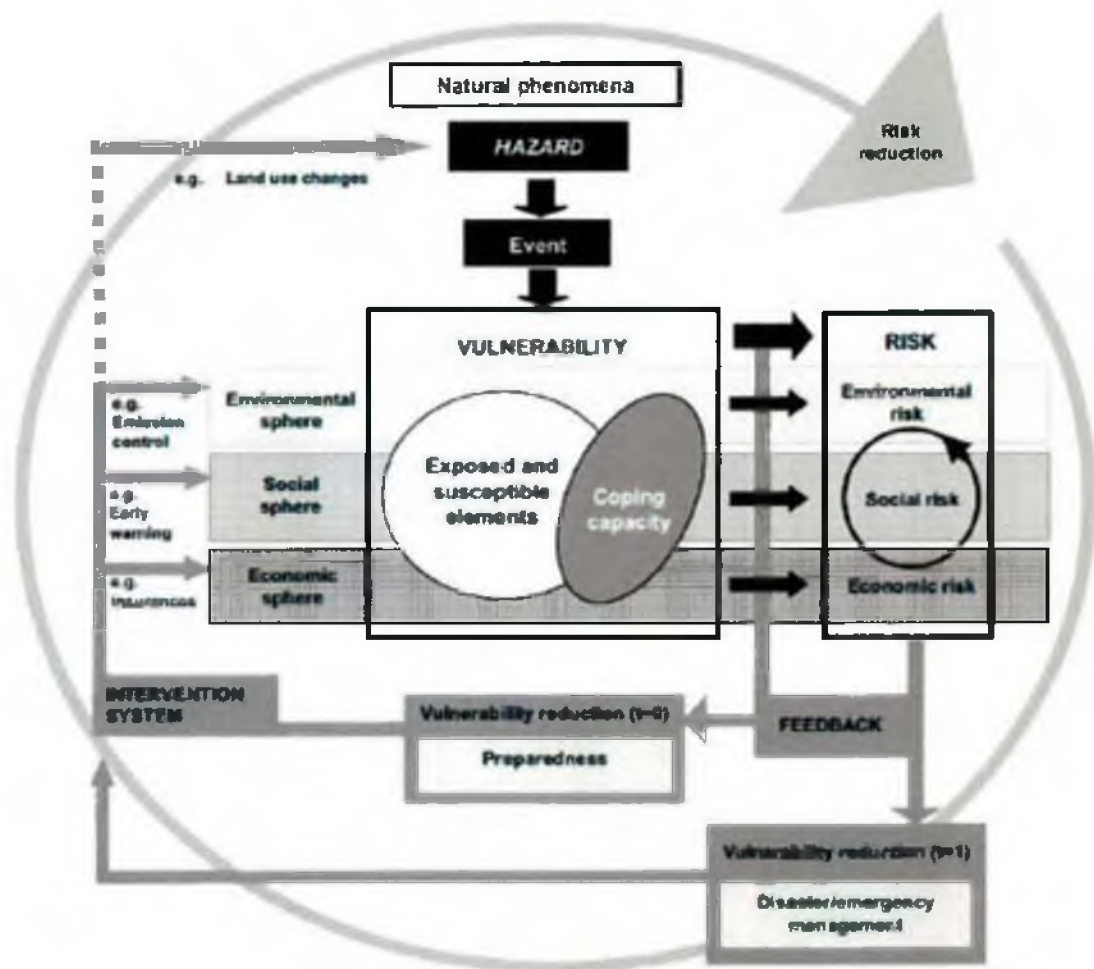 Natural phenomena
HAZARD
Risk
reduction
e.g. Land use changes
Event
VULNERABILITY
RISK
e.g.
Emission
control
Environmental
sphere
Environmental
risk
Exposed and
susceptible
elements
Coping
capacity
e.g.
Early
warning
Social
sphere
Social risk
e.g.
Insurances
Economic
sphere
Economic risk
INTERVENTION
SYSTEM
Vulnerability reduction (t=0)
Preparedness
FEEDBACK
Vulnerability reduction (t=1)
Disaster/emergency
management